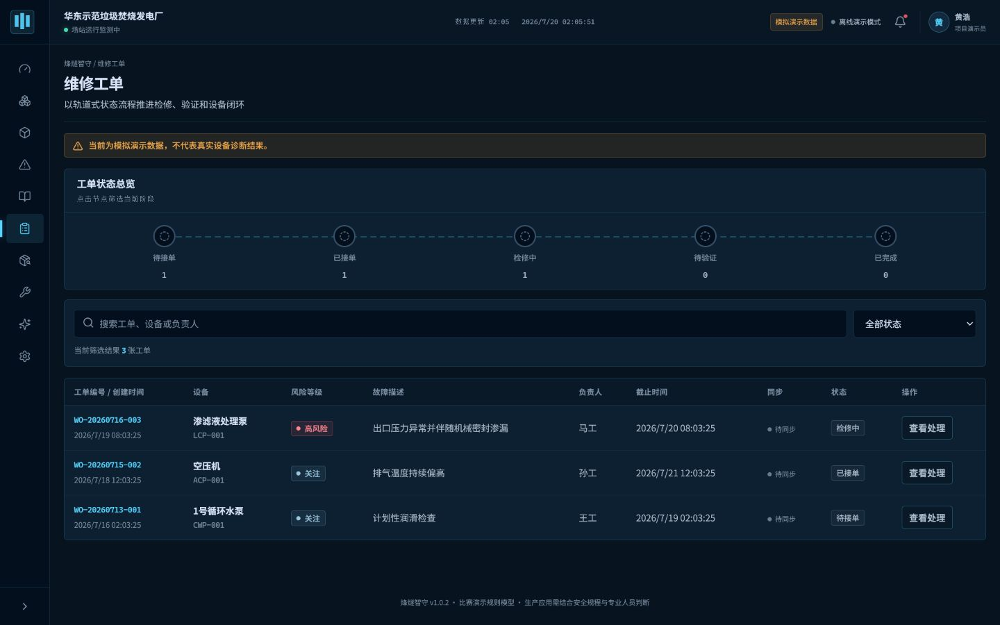 华东示范垃圾焚烧发电厂
场站运行监测中
数据更新 02:05 2026/7/20 02:05:51
模拟演示数据
离线演示模式
黄
黄浩
项目演示员
烽燧智守 / 维修工单
维修工单
以轨道式状态流程推进检修、验证和设备闭环
当前为模拟演示数据，不代表真实设备诊断结果。
工单状态总览
点击节点筛选当前阶段
待接单 已接单 检修中 待验证 已完成
1 1 1 0 0
搜索工单、设备或负责人
全部状态
当前筛选结果 3 张工单
工单编号 / 创建时间 设备 风险等级 故障描述 负责人 截止时间 同步 状态 操作
WO-20260716-003 渗滤液处理泵 高风险 出口压力异常并伴随机械密封渗漏 马工 2026/7/20 08:03:25 待同步 检修中 查看处理
2026/7/19 08:03:25 LCP-001
WO-20260715-002 空压机 关注 排气温度持续偏高 孙工 2026/7/21 12:03:25 待同步 已接单 查看处理
2026/7/18 12:03:25 ACP-001
WO-20260713-001 1号循环水泵 关注 计划性润滑检查 王工 2026/7/19 02:03:25 待同步 待接单 查看处理
2026/7/16 02:03:25 CWP-001
烽燧智守 v1.0.2 · 比赛演示规则模型 · 生产应用需结合安全规程与专业人员判断